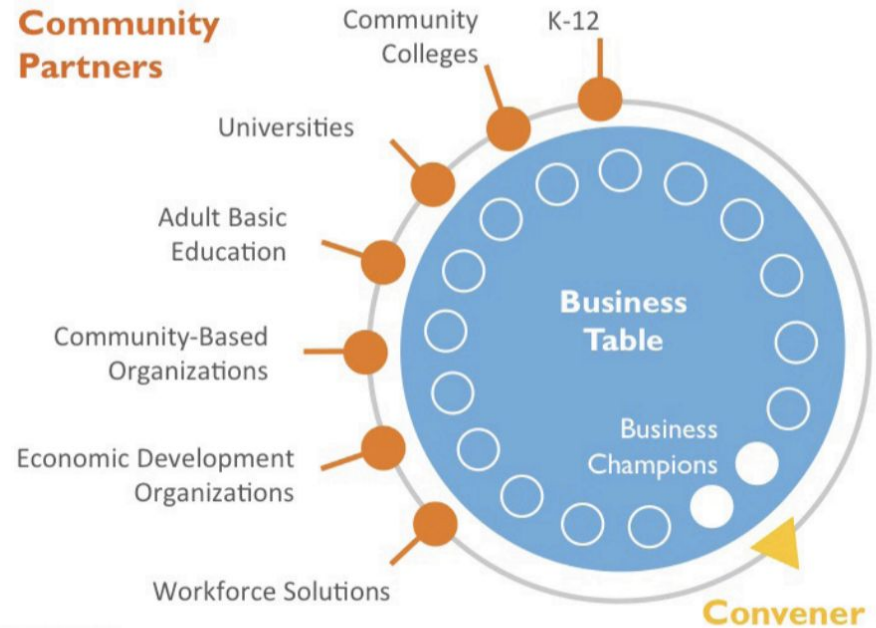 Community
Partners
Community
Colleges
K-12
Universities
Adult Basic
Education
Community-Based
Organizations
Economic Development
Organizations
Workforce Solutions
Business
Table
Business
Champions
Convener